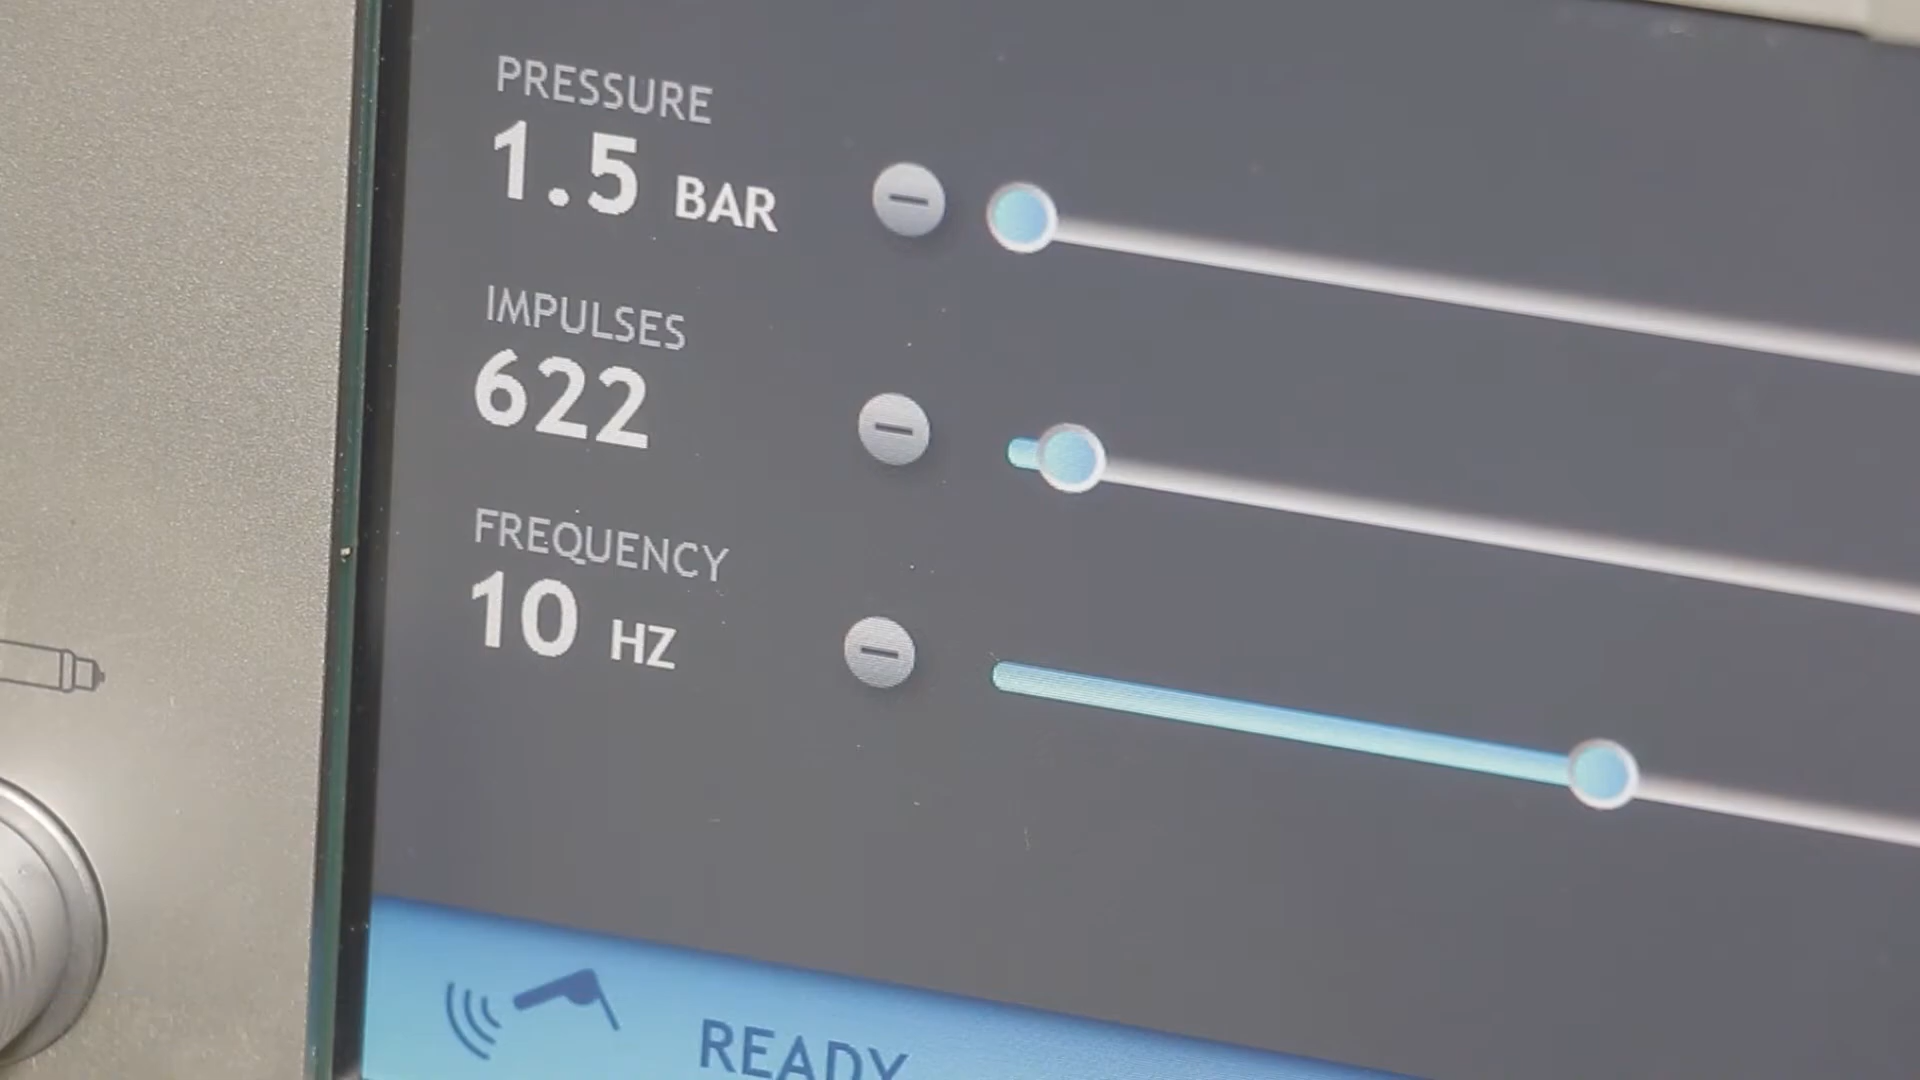 PRESSURE
1.5 BAR
IMPULSES
622
FREQUENCY
10 HZ
READY